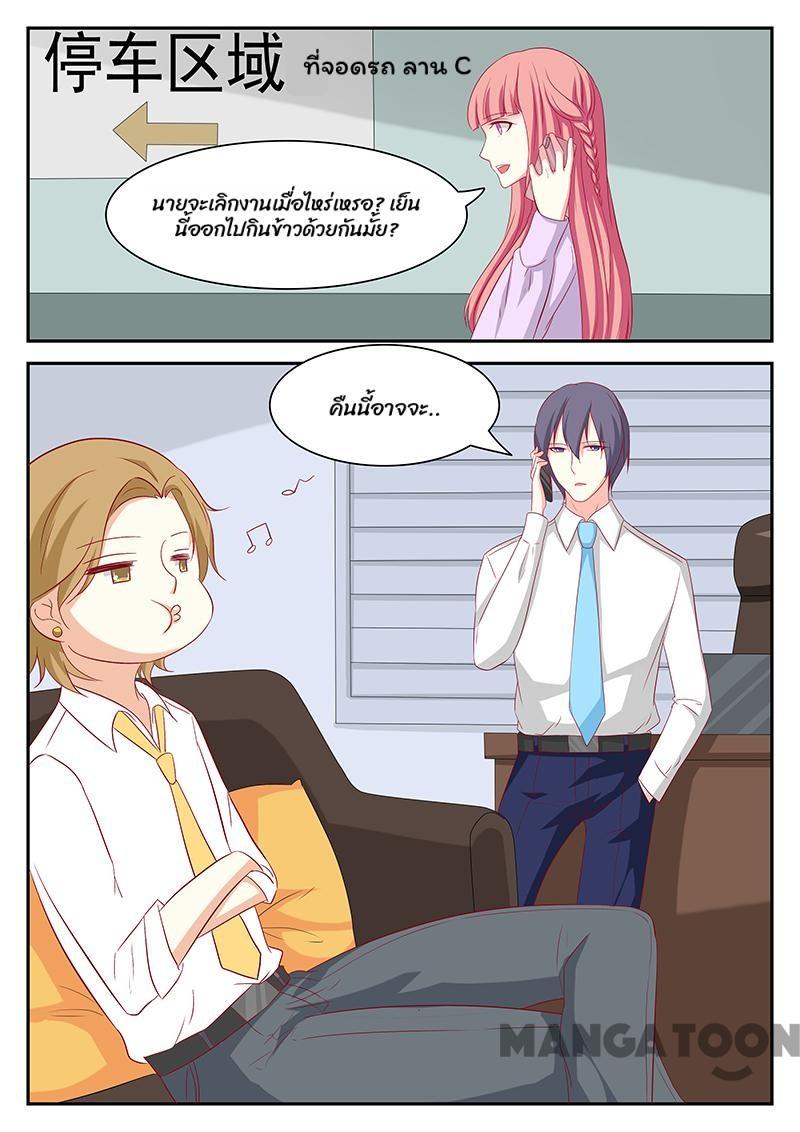 停车区域 ที่จอดรถ ลาน C
นายจะเลิกงานเมื่อไหร่เหรอ? เย็น
นี้ออกไปกินข้าวด้วยกันมั้ย?
คืนนี้อาจจะ..
MANGATOON